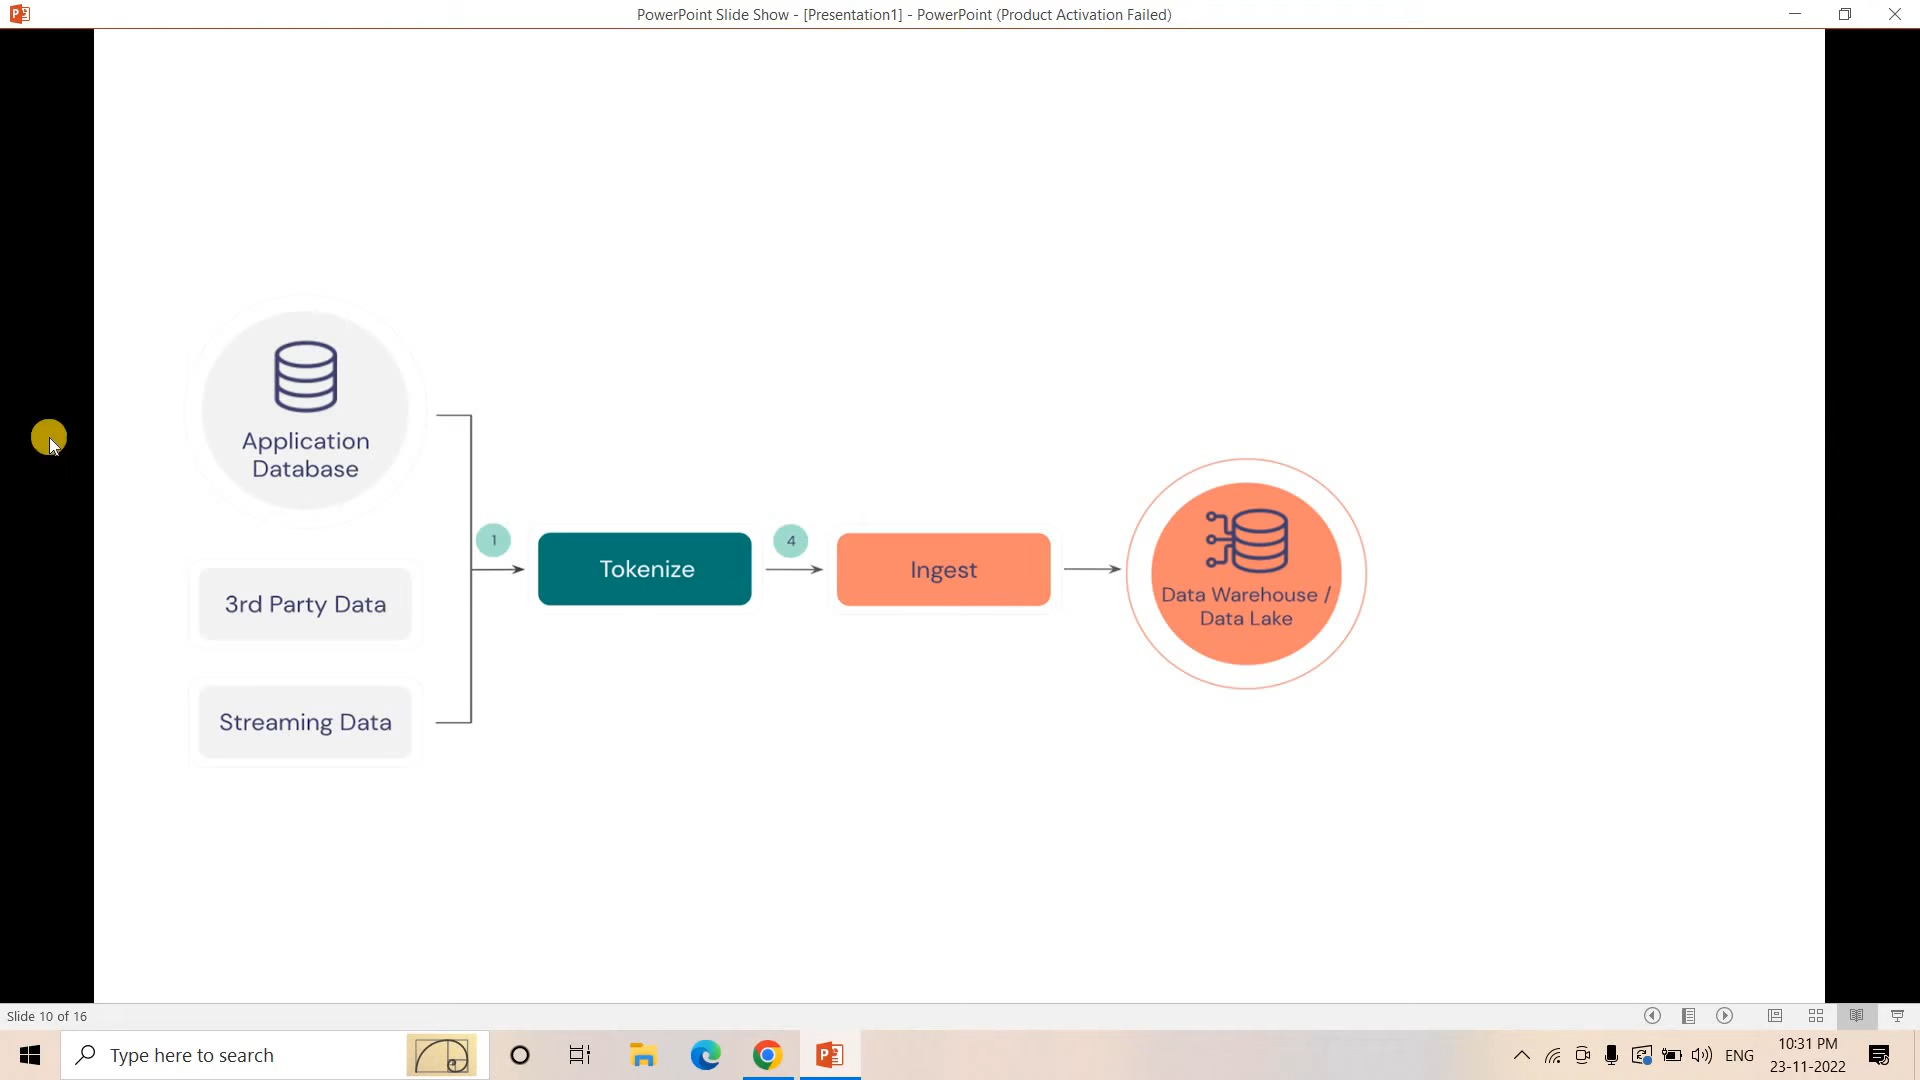 PowerPoint Slide Show - [Presentation1] - PowerPoint (Product Activation Failed)
Application
Database
3rd Party Data
Streaming Data
1
Tokenize
4
Ingest
Data Warehouse /
Data Lake
Slide 10 of 16
Type here to search
ENG
10:31 PM
23-11-2022